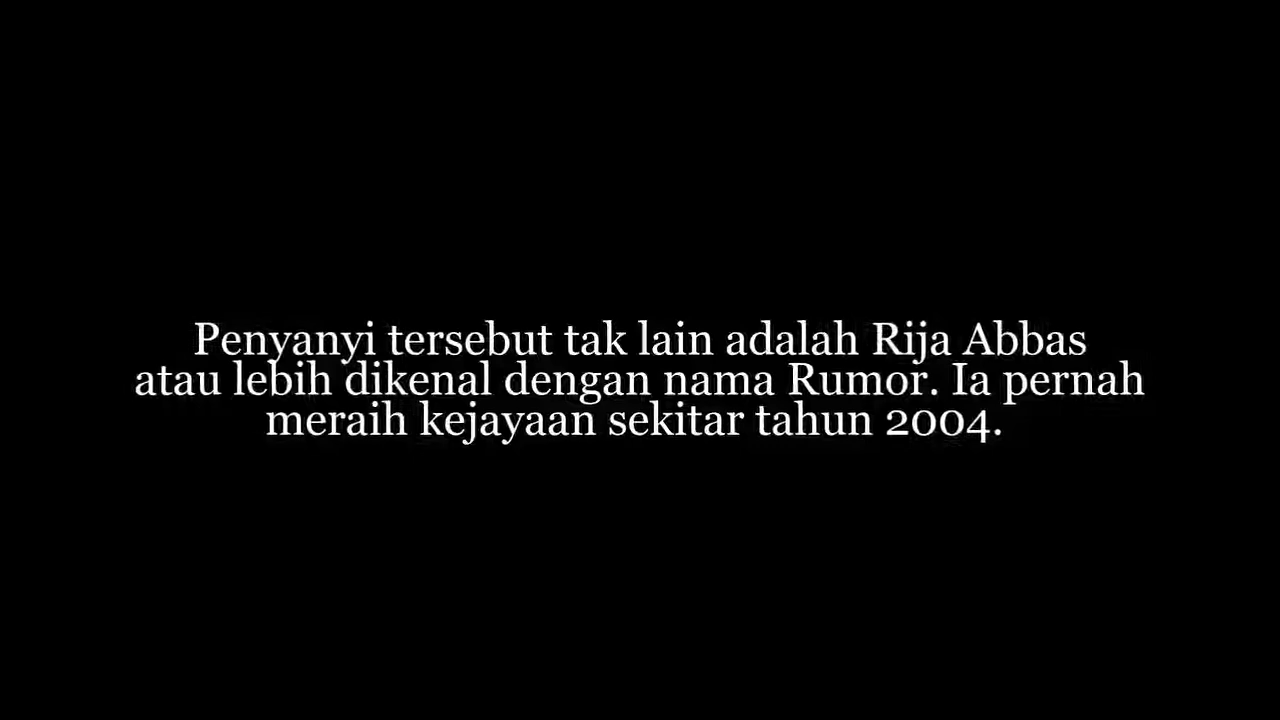 Penyanyi tersebut tak lain adalah Rija Abbas
atau lebih dikenal dengan nama Rumor. Ia pernah
meraih kejayaan sekitar tahun 2004.